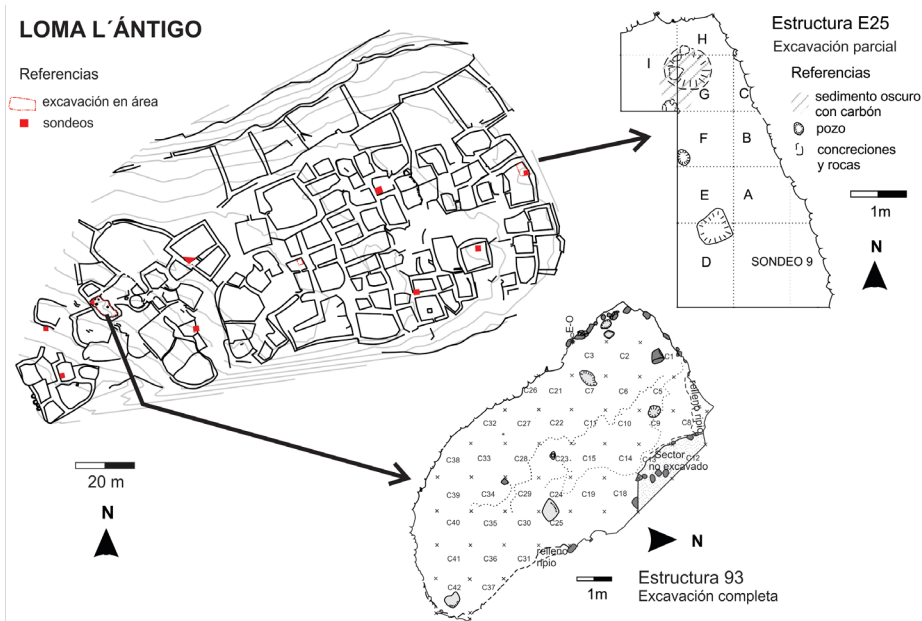 LOMA L´ÁNTIGO
Referencias
excavación en área
sondeos
20 m
N
Estructura E25
Excavación parcial
Referencias
sedimento oscuro
con carbón
pozo
concreciones
y rocas
1m
N
H
I
G
C
F
B
E
A
D
SONDEO 9
E-O
C3
C2
C1
C26
C21
C7
C6
C5
relleno ripio
C32
C27
C22
C11
C10
C9
C8
C38
C33
C28
C23
C15
C14
C13
C12
Sector
no excavado
C39
C34
C29
C24
C19
C18
C40
C35
C30
C25
C41
C36
C31
relleno
ripio
C42
C37
N
1m
Estructura 93
Excavación completa